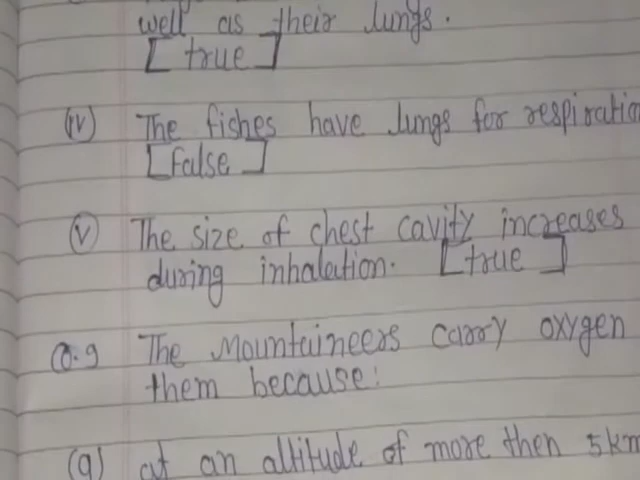 well as their lungs.
[true]
(iv) The fishes have lungs for respiratio
[False]
(v) The size of chest cavity increases
during inhalation. [true]
Q.9 The Mountaineers carry oxygen
them because:
(a) at an altitude of more then 5km